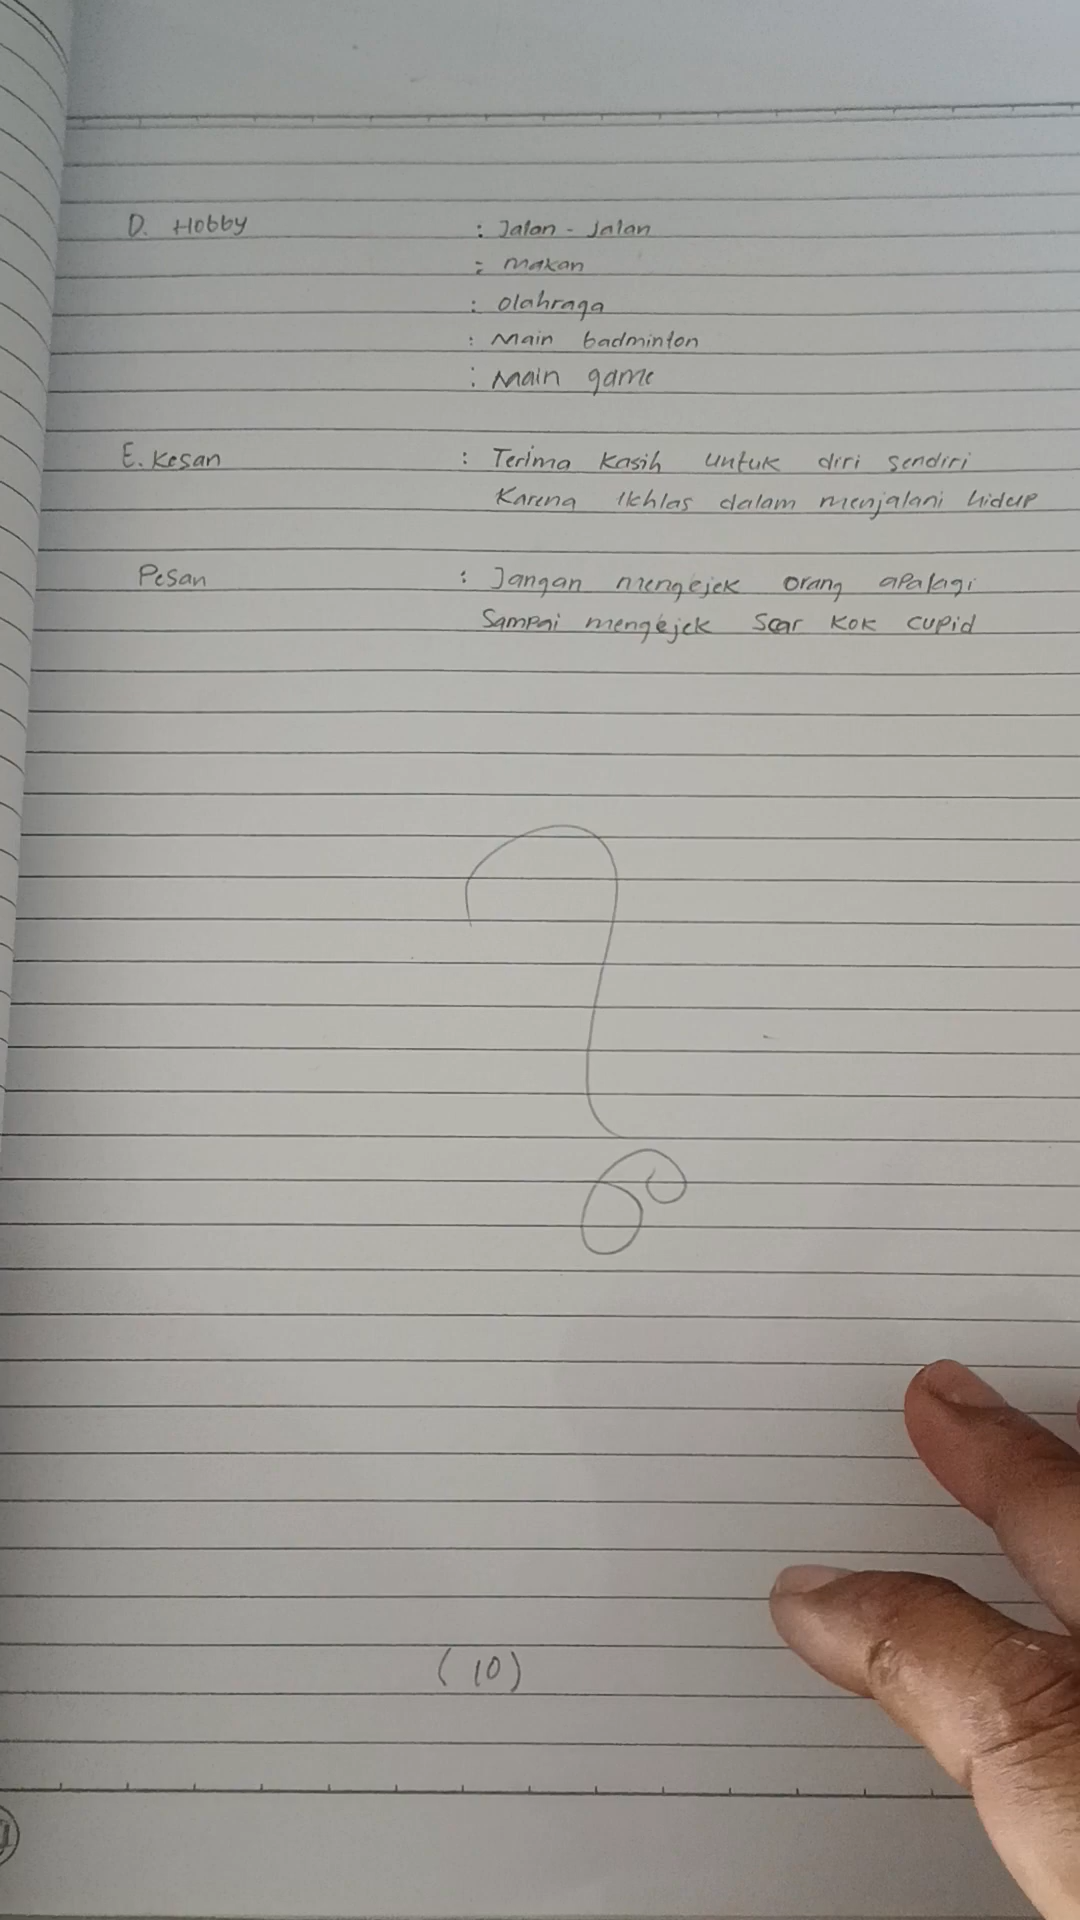 D. Hobby : Jalan - Jalan
: makan
: olahraga
: Main badminton
: Main game
E. Kesan : Terima kasih untuk diri sendiri
Karena Ikhlas dalam menjalani hidup
Pesan : Jangan mengejek orang apalagi
Sampai mengejek Scar kok cupid
(10)